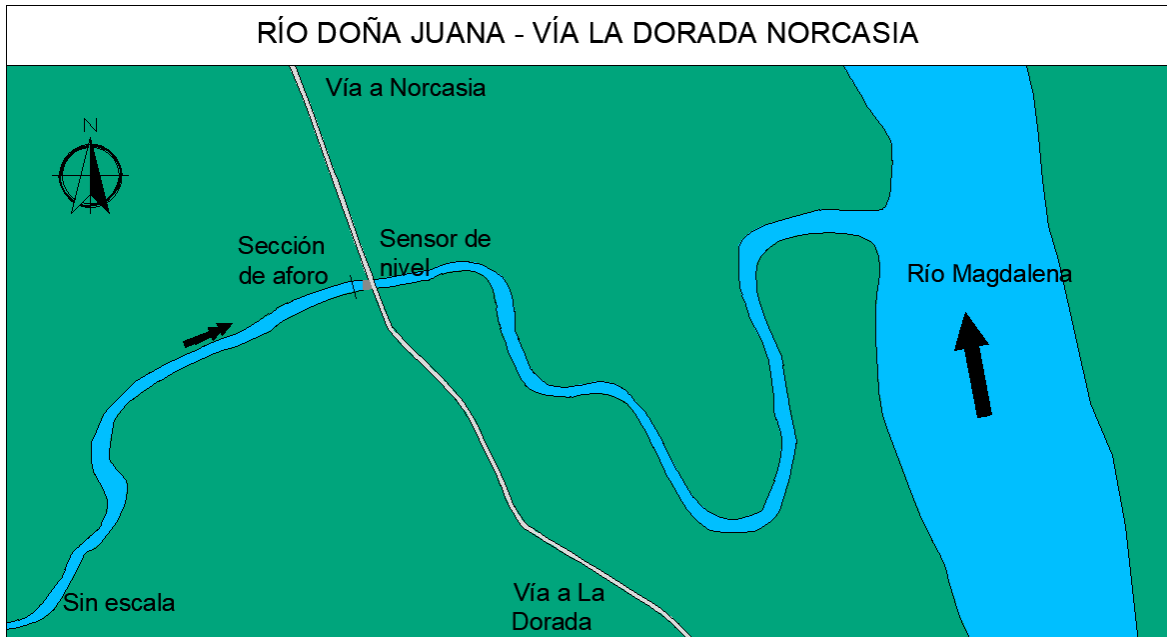 RÍO DOÑA JUANA - VÍA LA DORADA NORCASIA
Vía a Norcasia
N
Sección
de aforo
Sensor de
nivel
Río Magdalena
Sin escala
Vía a La
Dorada